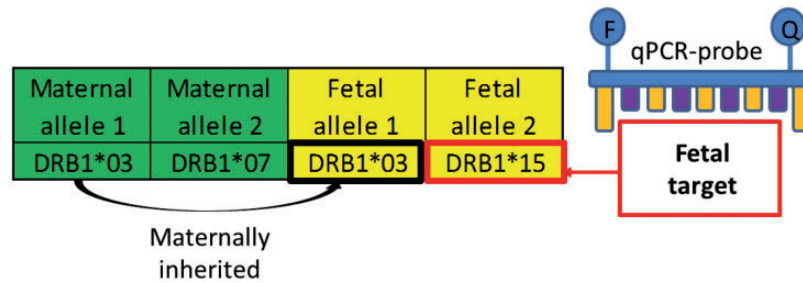 F
Q
qPCR-probe
Maternal allele 1
Maternal allele 2
Fetal allele 1
Fetal allele 2
DRB1*03
DRB1*07
DRB1*03
DRB1*15
Fetal
target
Maternally
inherited